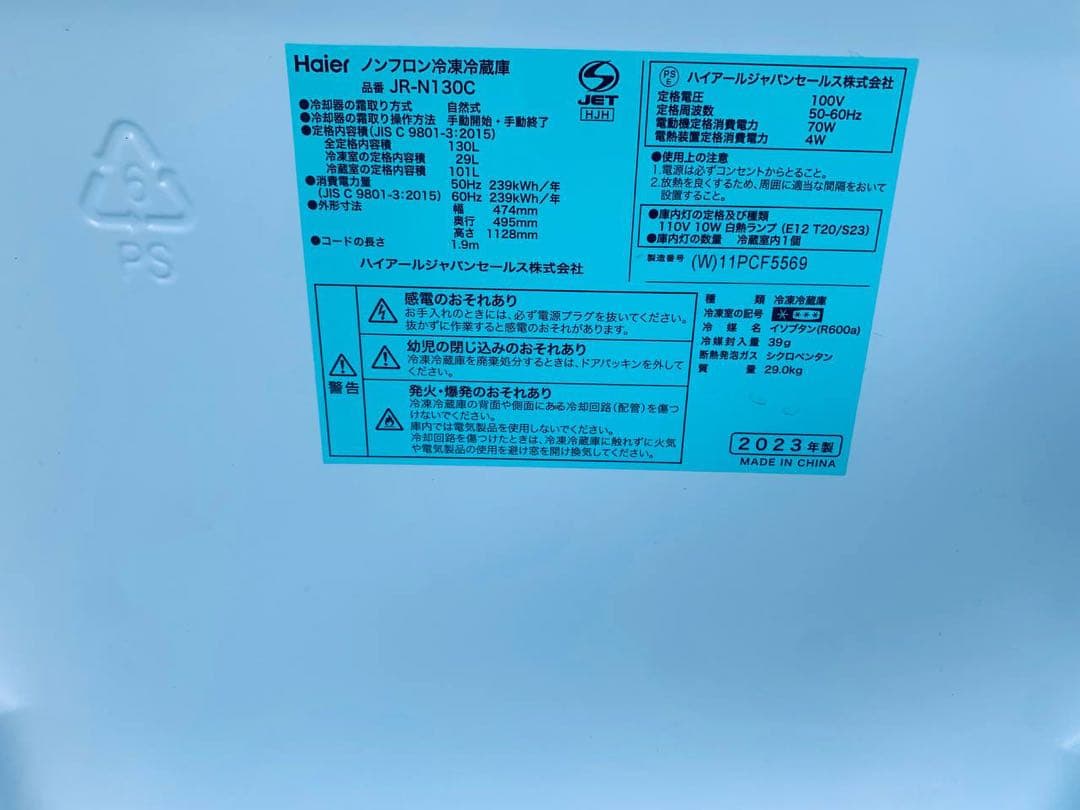 Haier ノンフロン冷凍冷蔵庫
品番 JR-N130C
●冷却器の霜取り方式 自然式
●冷却器の霜取り操作方法 手動開始・手動終了
●定格内容積(JIS C 9801-3:2015)
全定格内容積 130L
冷凍室の定格内容積 29L
冷蔵室の定格内容積 101L
●消費電力量 50Hz 239kWh/年
(JIS C 9801-3:2015) 60Hz 239kWh/年
●外形寸法 幅 474mm
奥行 495mm
高さ 1128mm
●コードの長さ 1.9m
ハイアールジャパンセールス株式会社
JET
HJH
PS
E
ハイアールジャパンセールス株式会社
定格電圧 100V
定格周波数 50-60Hz
電動機定格消費電力 70W
電熱装置定格消費電力 4W
●使用上の注意
1.電源は必ずコンセントからとること。
2.放熱を良くするため、周囲に適当な間隔をおいて
設置すること。
●庫内灯の定格及び種類
110V 10W 白熱ランプ (E12 T20/S23)
●庫内灯の数量 冷蔵室内1個
製造番号 (W)11PCF5569
警告
感電のおそれあり
お手入れのときには、必ず電源プラグを抜いてください。
抜かずに作業すると感電のおそれがあります。
幼児の閉じ込みのおそれあり
冷凍冷蔵庫を廃棄処分するときは、ドアパッキンを外して
ください。
発火・爆発のおそれあり
冷凍冷蔵庫の背面や側面にある冷却回路(配管)を傷つ
けないでください。
庫内では電気製品を使用しないでください。
冷却回路を傷つけたときは、冷凍冷蔵庫に触れずに火気
や電気製品の使用を避け窓を開け換気してください。
種類 冷凍冷蔵庫
冷凍室の記号 * ***
冷媒名 イソブタン(R600a)
冷媒封入量 39g
断熱発泡ガス シクロペンタン
質量 29.0kg
2023年製
MADE IN CHINA
6
PS